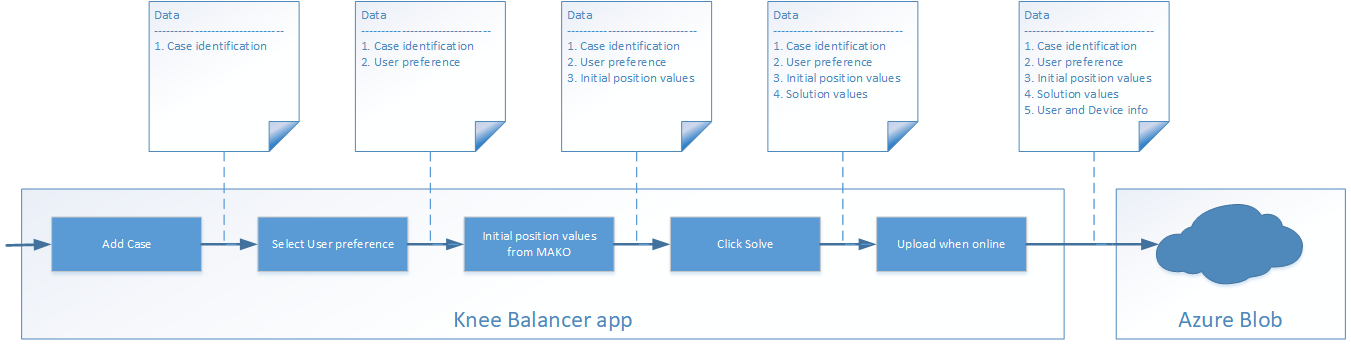 Data
--------------------------------
1. Case identification
Data
--------------------------------
1. Case identification
2. User preference
Data
--------------------------------
1. Case identification
2. User preference
3. Initial position values
Data
--------------------------------
1. Case identification
2. User preference
3. Initial position values
4. Solution values
Data
--------------------------------
1. Case identification
2. User preference
3. Initial position values
4. Solution values
5. User and Device info
Add Case
Select User preference
Initial position values
from MAKO
Click Solve
Upload when online
Knee Balancer app
Azure Blob